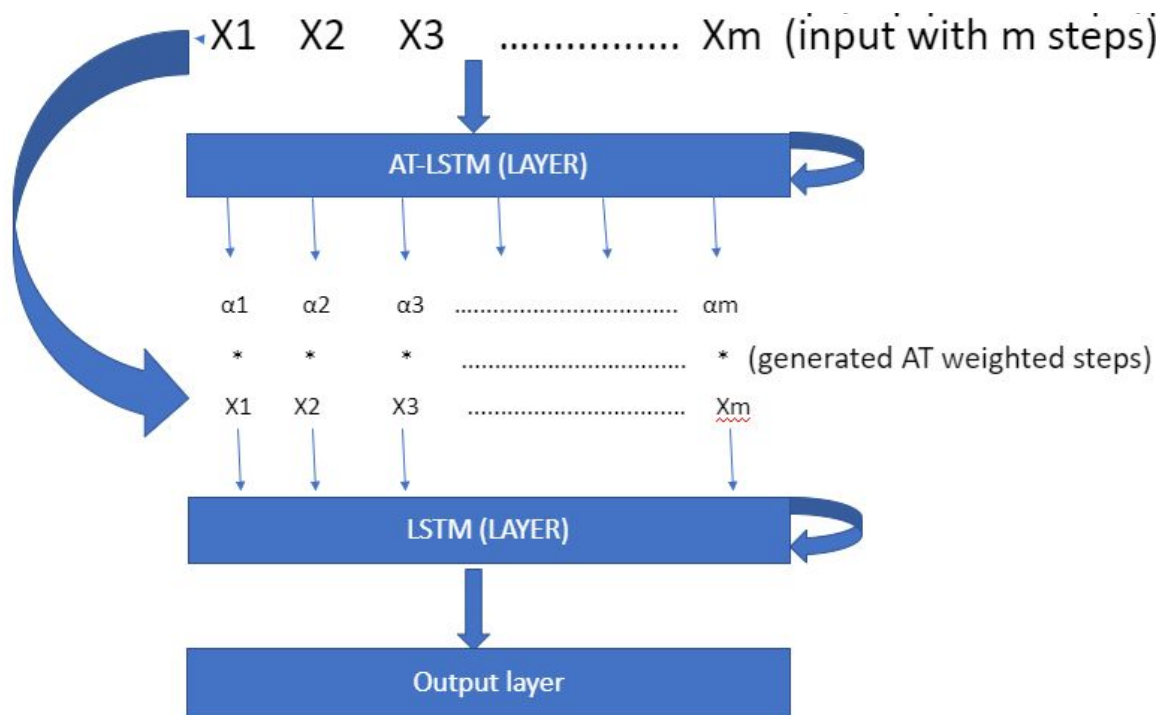 X1 X2 X3 ................ Xm (input with m steps)
AT-LSTM (LAYER)
α1 α2 α3 .................................. αm
* * * .................................. * (generated AT weighted steps)
X1 X2 X3 ................................. Xm
LSTM (LAYER)
Output layer